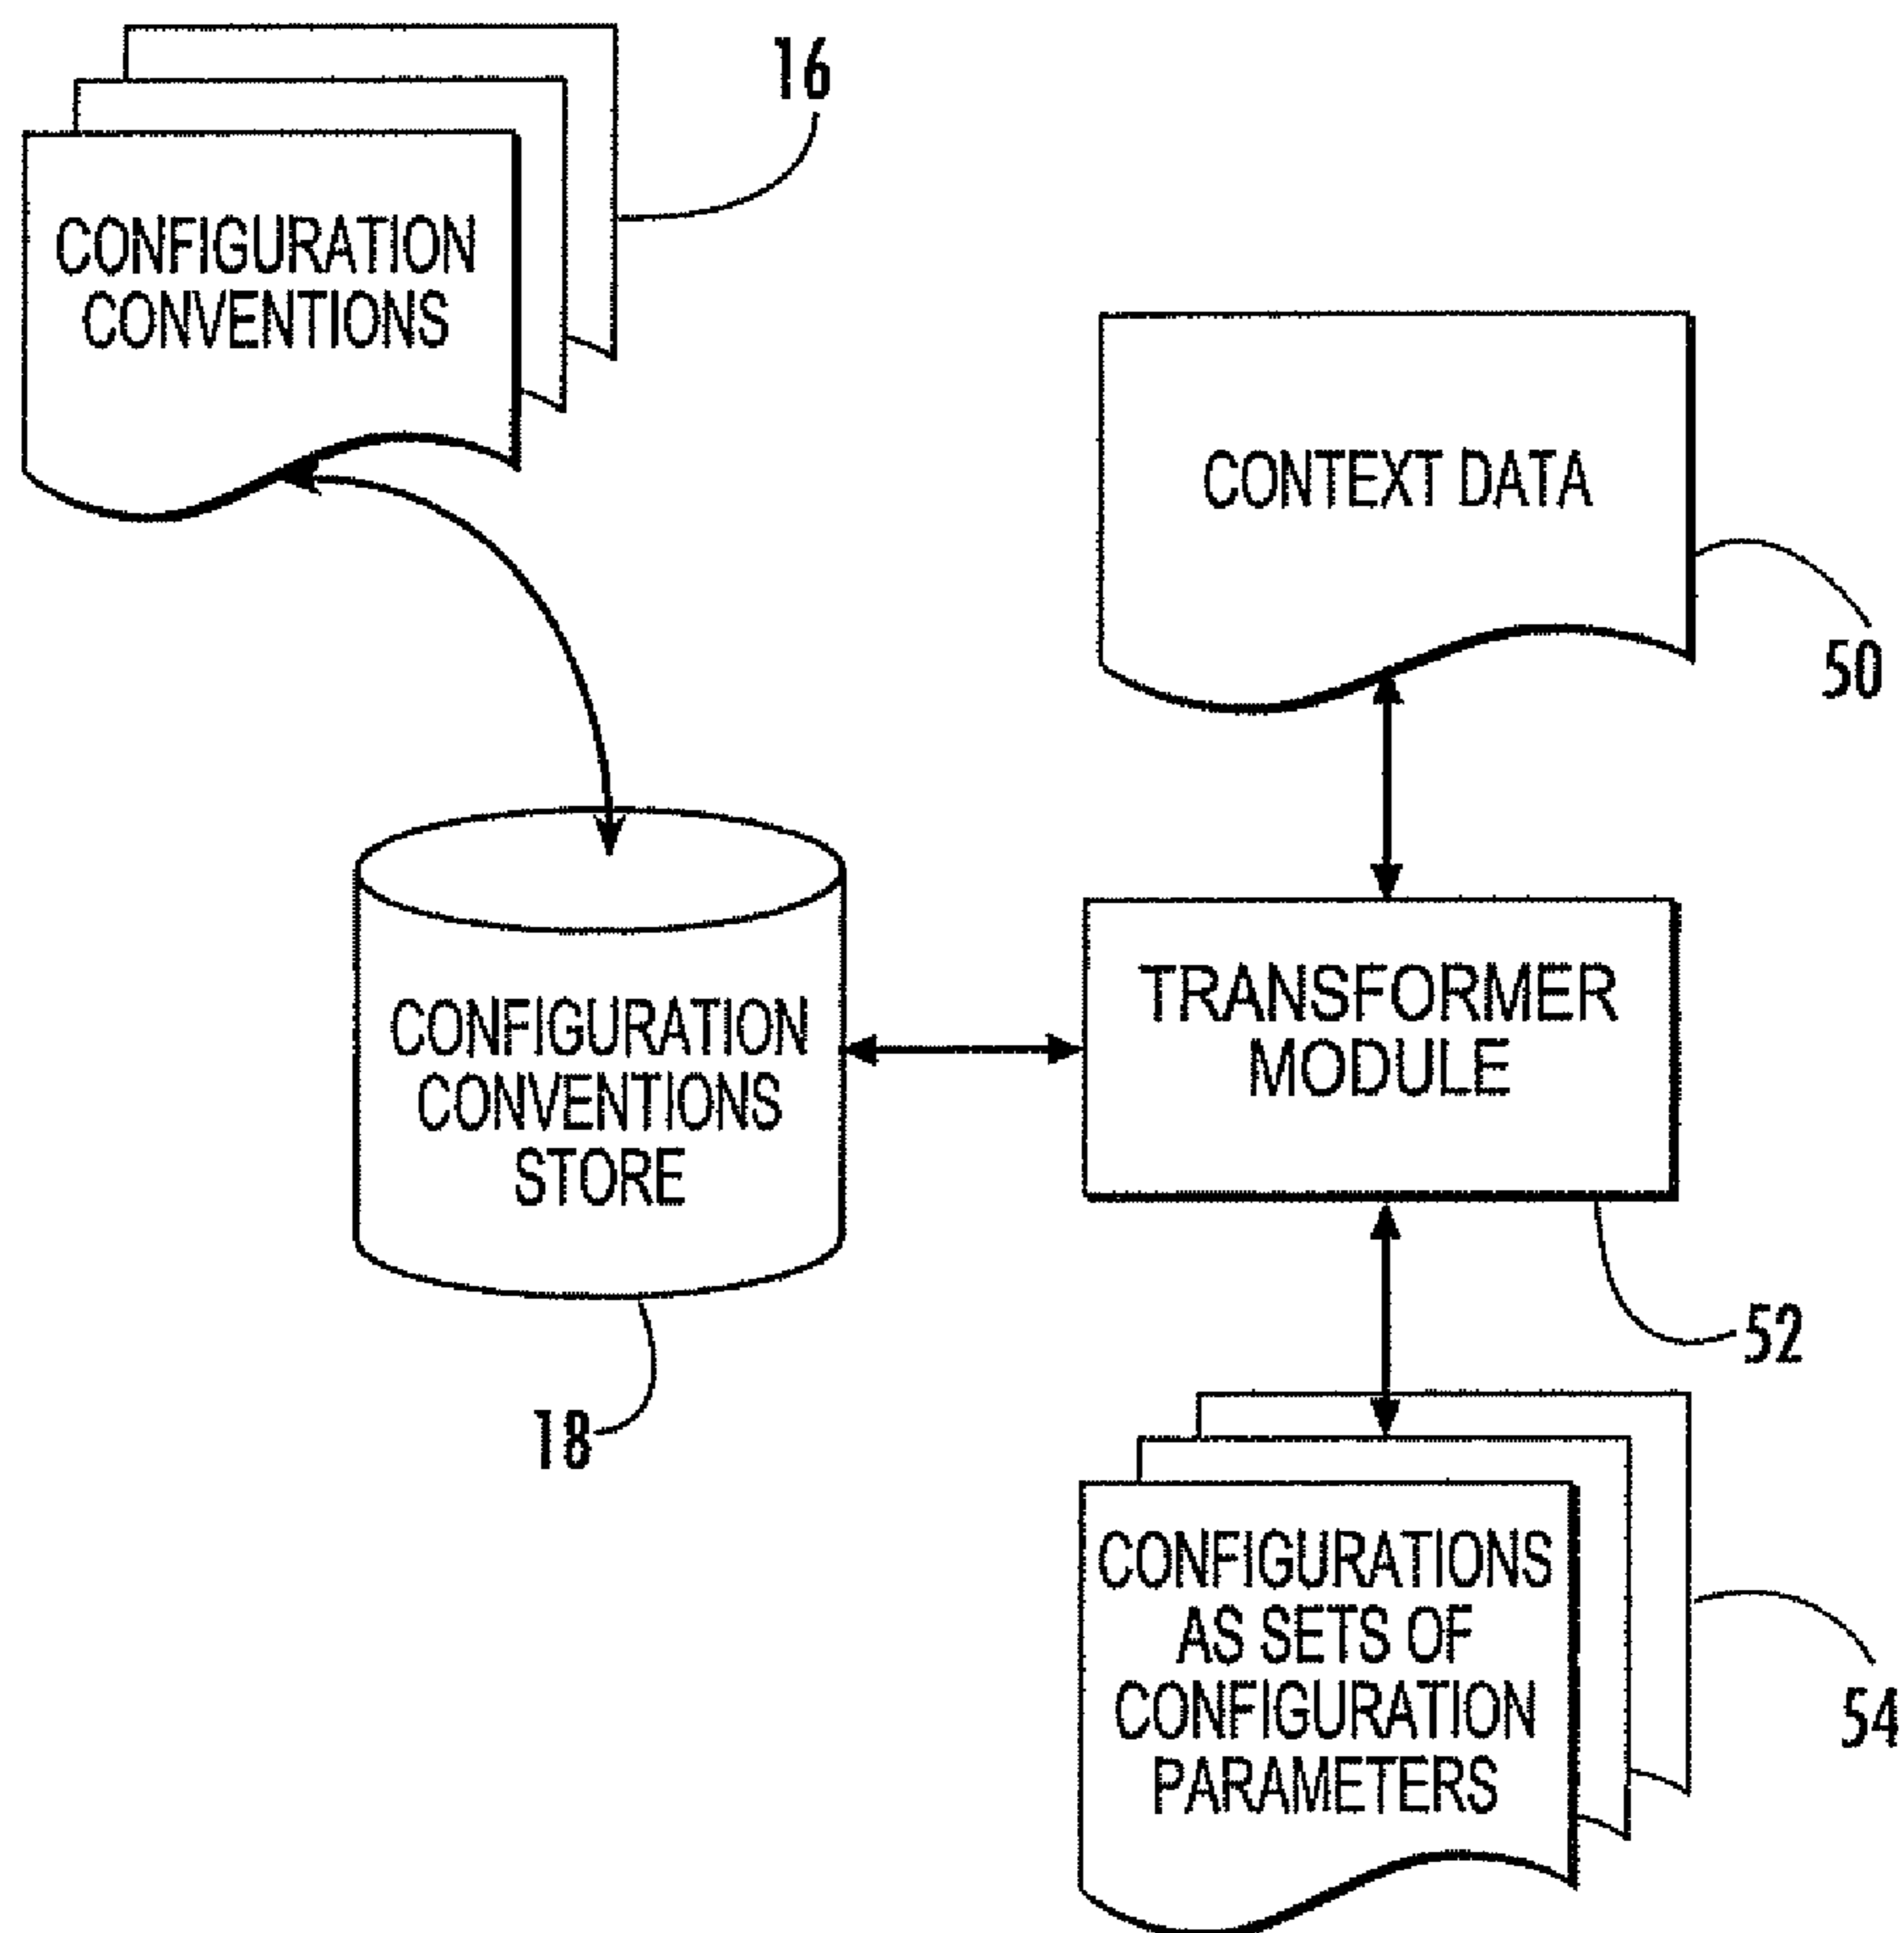 16
CONFIGURATION
CONVENTIONS
CONTEXT DATA
50
CONFIGURATION
CONVENTIONS
STORE
18
TRANSFORMER
MODULE
52
CONFIGURATIONS
AS SETS OF
CONFIGURATION
PARAMETERS
54